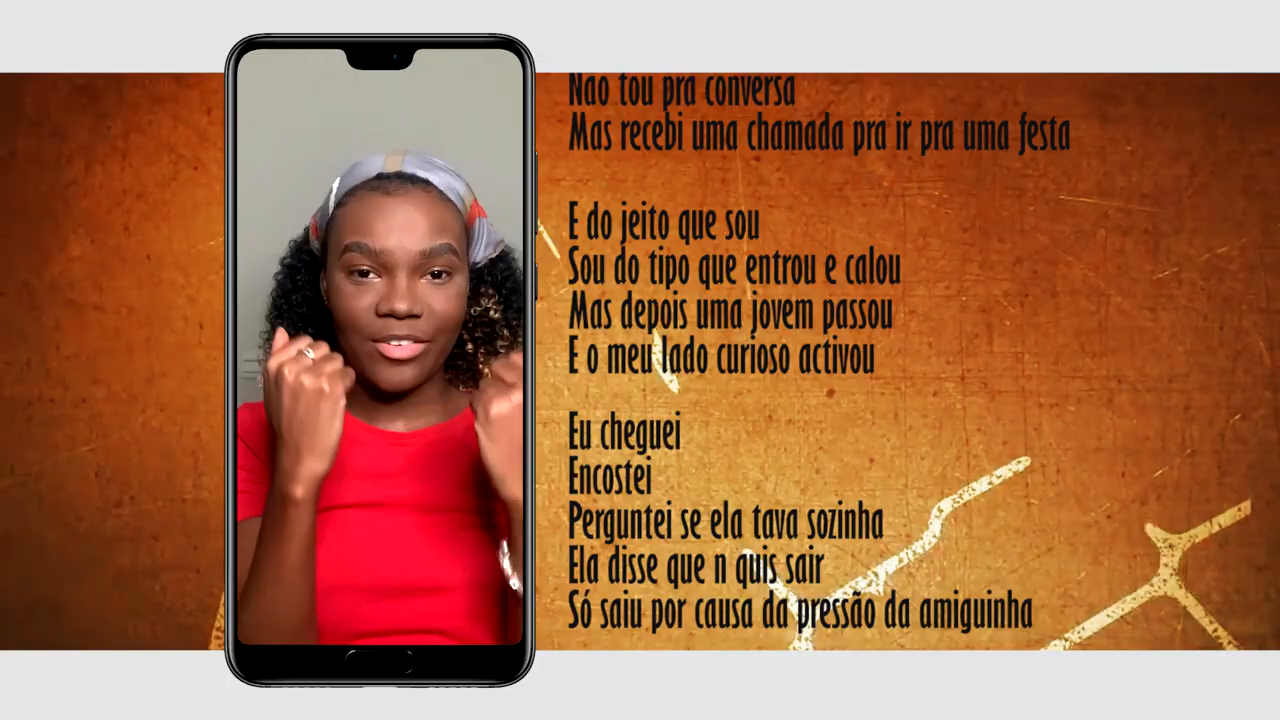 Não tou pra conversa
Mas recebi uma chamada pra ir pra uma festa
E do jeito que sou
Sou do tipo que entrou e calou
Mas depois uma jovem passou
E o meu lado curioso activou
Eu cheguei
Encostei
Perguntei se ela tava sozinha
Ela disse que n quis sair
Só saiu por causa da pressão da amiguinha